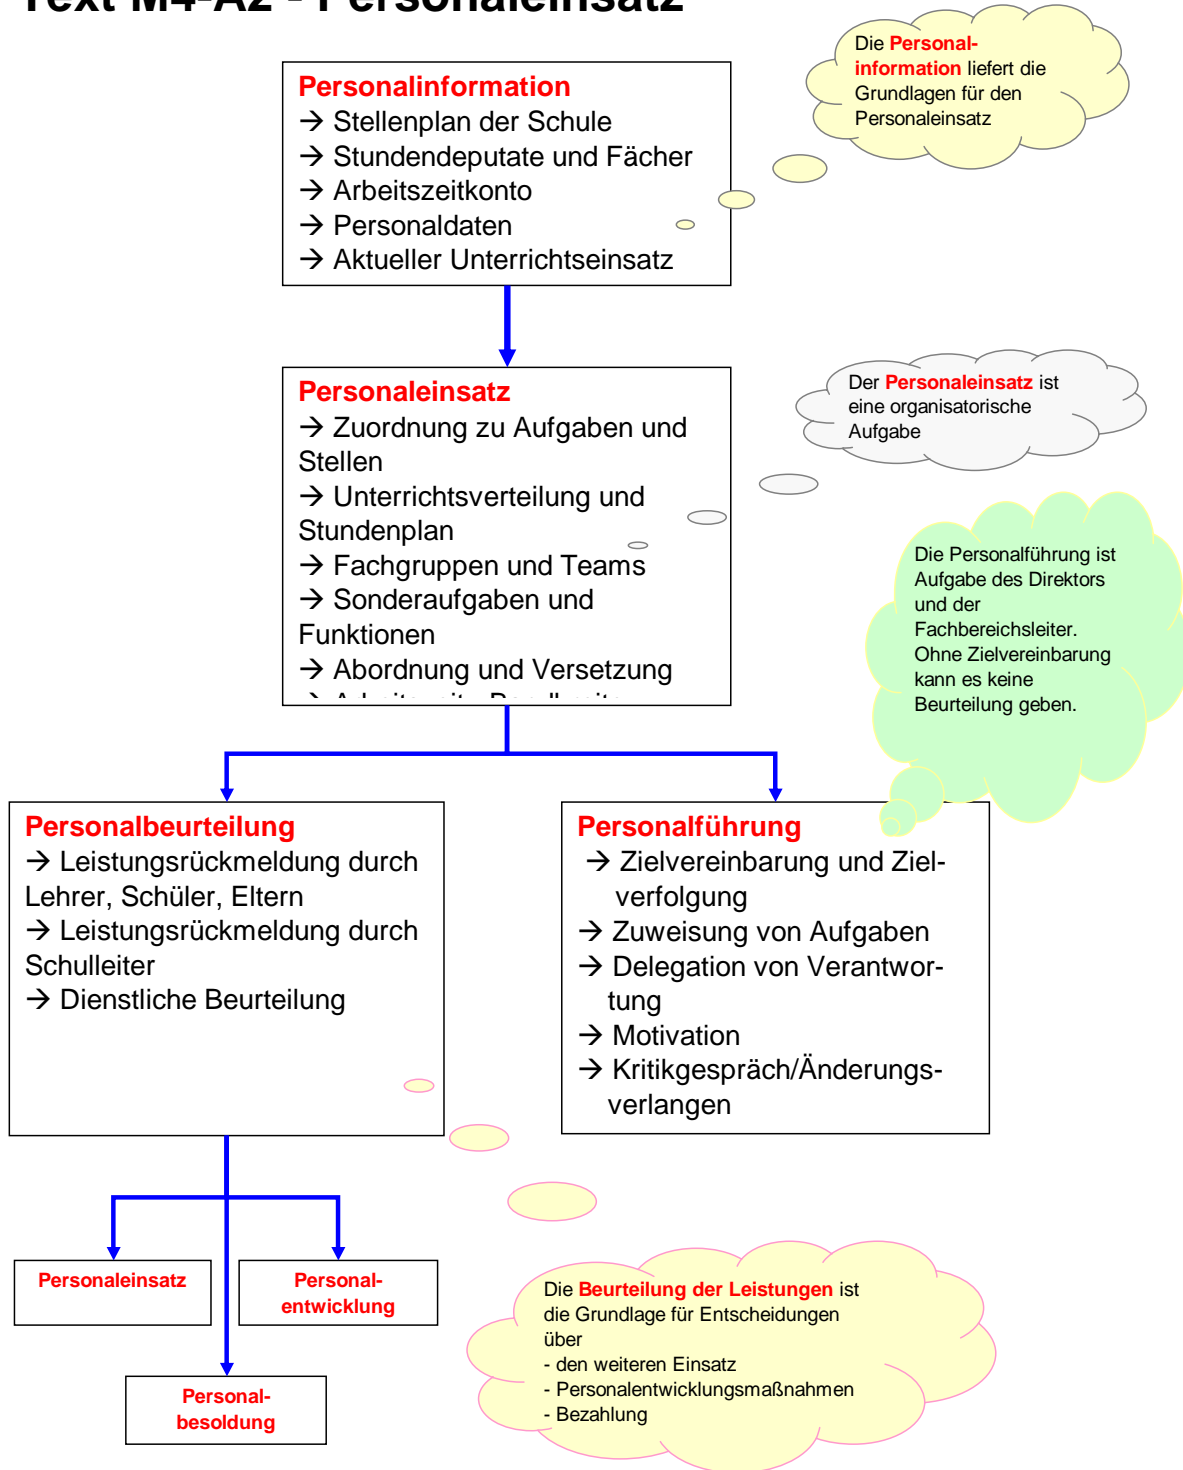 Text M4-A2 - Personaleinsatz
Die Personal-
information liefert die
Grundlagen für den
Personaleinsatz
Personalinformation
→ Stellenplan der Schule
→ Stundendeputate und Fächer
→ Arbeitszeitkonto
→ Personaldaten
→ Aktueller Unterrichtseinsatz
Personaleinsatz
→ Zuordnung zu Aufgaben und
Stellen
→ Unterrichtsverteilung und
Stundenplan
→ Fachgruppen und Teams
→ Sonderaufgaben und
Funktionen
→ Abordnung und Versetzung
Der Personaleinsatz ist
eine organisatorische
Aufgabe
Die Personalführung ist
Aufgabe des Direktors
und der
Fachbereichsleiter.
Ohne Zielvereinbarung
kann es keine
Beurteilung geben.
Personalbeurteilung
→ Leistungsrückmeldung durch
Lehrer, Schüler, Eltern
→ Leistungsrückmeldung durch
Schulleiter
→ Dienstliche Beurteilung
Personalführung
→ Zielvereinbarung und Ziel-
verfolgung
→ Zuweisung von Aufgaben
→ Delegation von Verantwor-
tung
→ Motivation
→ Kritikgespräch/Änderungs-
verlangen
Personaleinsatz
Personal-
entwicklung
Personal-
besoldung
Die Beurteilung der Leistungen ist
die Grundlage für Entscheidungen
über
- den weiteren Einsatz
- Personalentwicklungsmaßnahmen
- Bezahlung